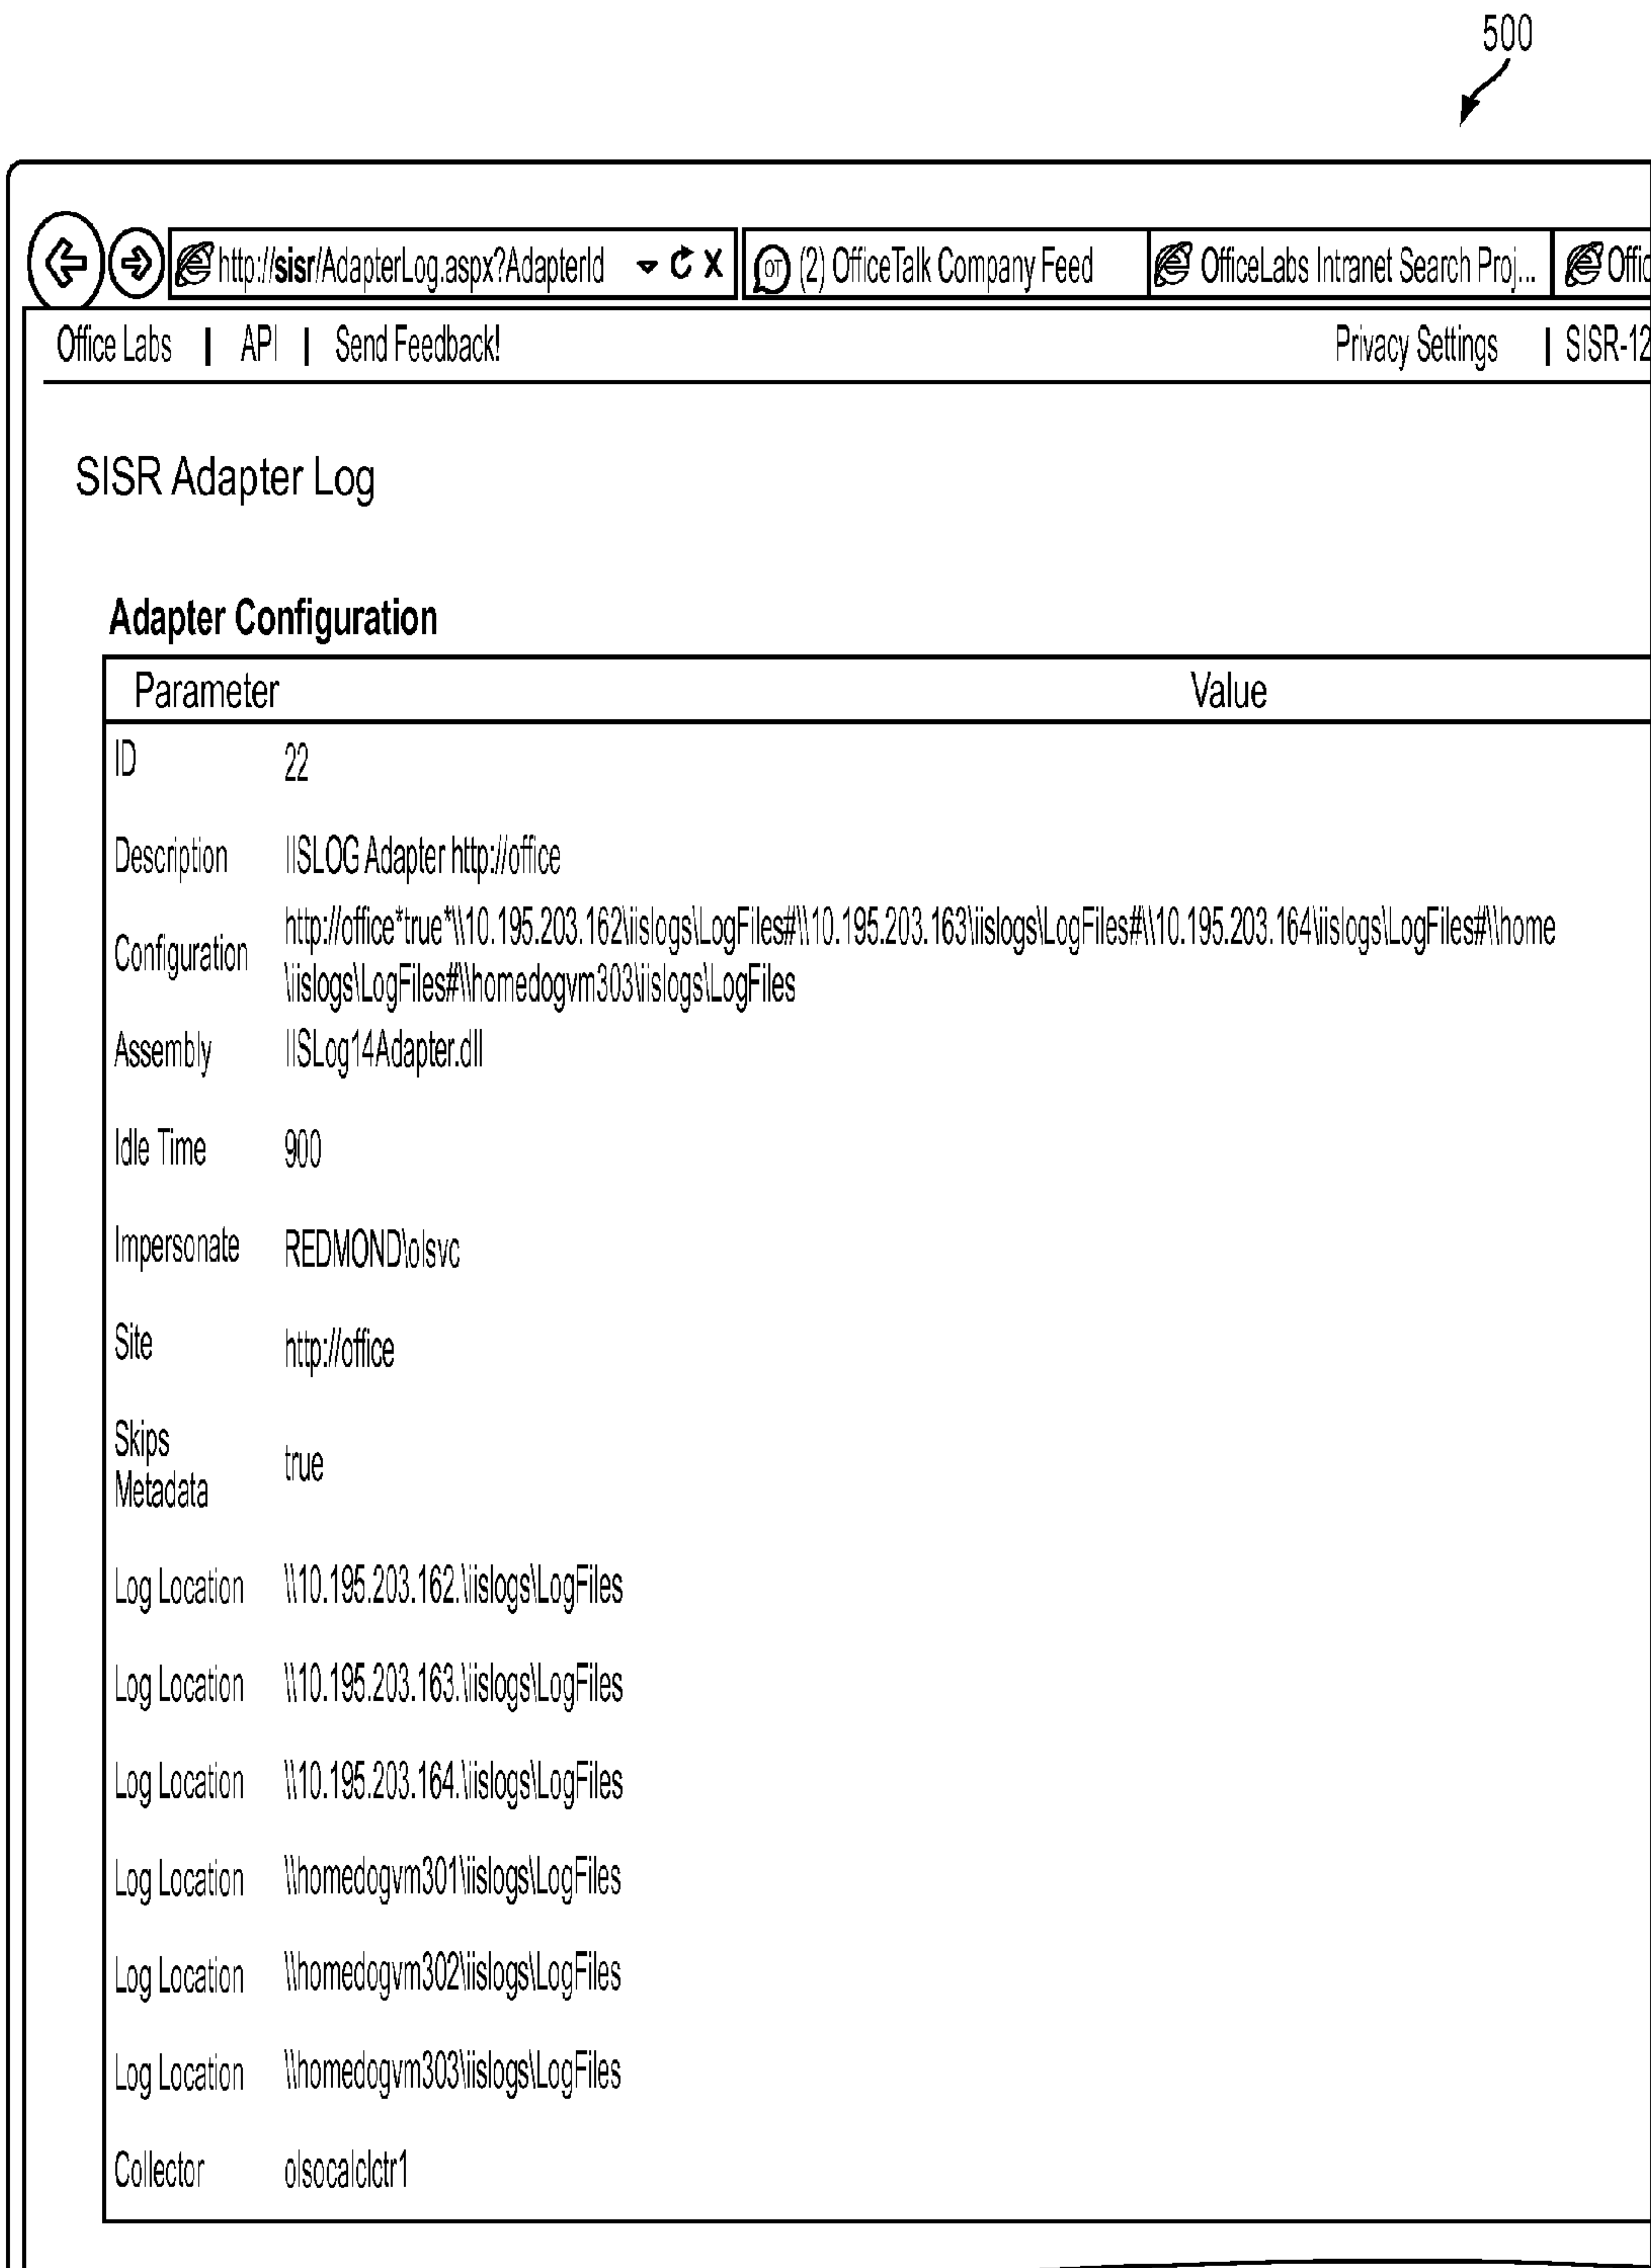 500
http://sisr/AdapterLog.aspx?AdapterId
OT (2) OfficeTalk Company Feed
OfficeLabs Intranet Search Proj...
Offic
Office Labs | API | Send Feedback!
Privacy Settings | SISR-12
SISR Adapter Log
Adapter Configuration
Parameter Value
ID 22
Description IISLOG Adapter http://office
Configuration http://office*true*\\10.195.203.162\iislogs\LogFiles#\\10.195.203.163\iislogs\LogFiles#\\10.195.203.164\iislogs\LogFiles#\\home
\iislogs\LogFiles#\\homedogvm303\iislogs\LogFiles
Assembly IISLog14Adapter.dll
Idle Time 900
Impersonate REDMOND\olsvc
Site http://office
Skips
Metadata true
Log Location \\10.195.203.162.\iislogs\LogFiles
Log Location \\10.195.203.163.\iislogs\LogFiles
Log Location \\10.195.203.164.\iislogs\LogFiles
Log Location \\homedogvm301\iislogs\LogFiles
Log Location \\homedogvm302\iislogs\LogFiles
Log Location \\homedogvm303\iislogs\LogFiles
Collector olsocalclctr1